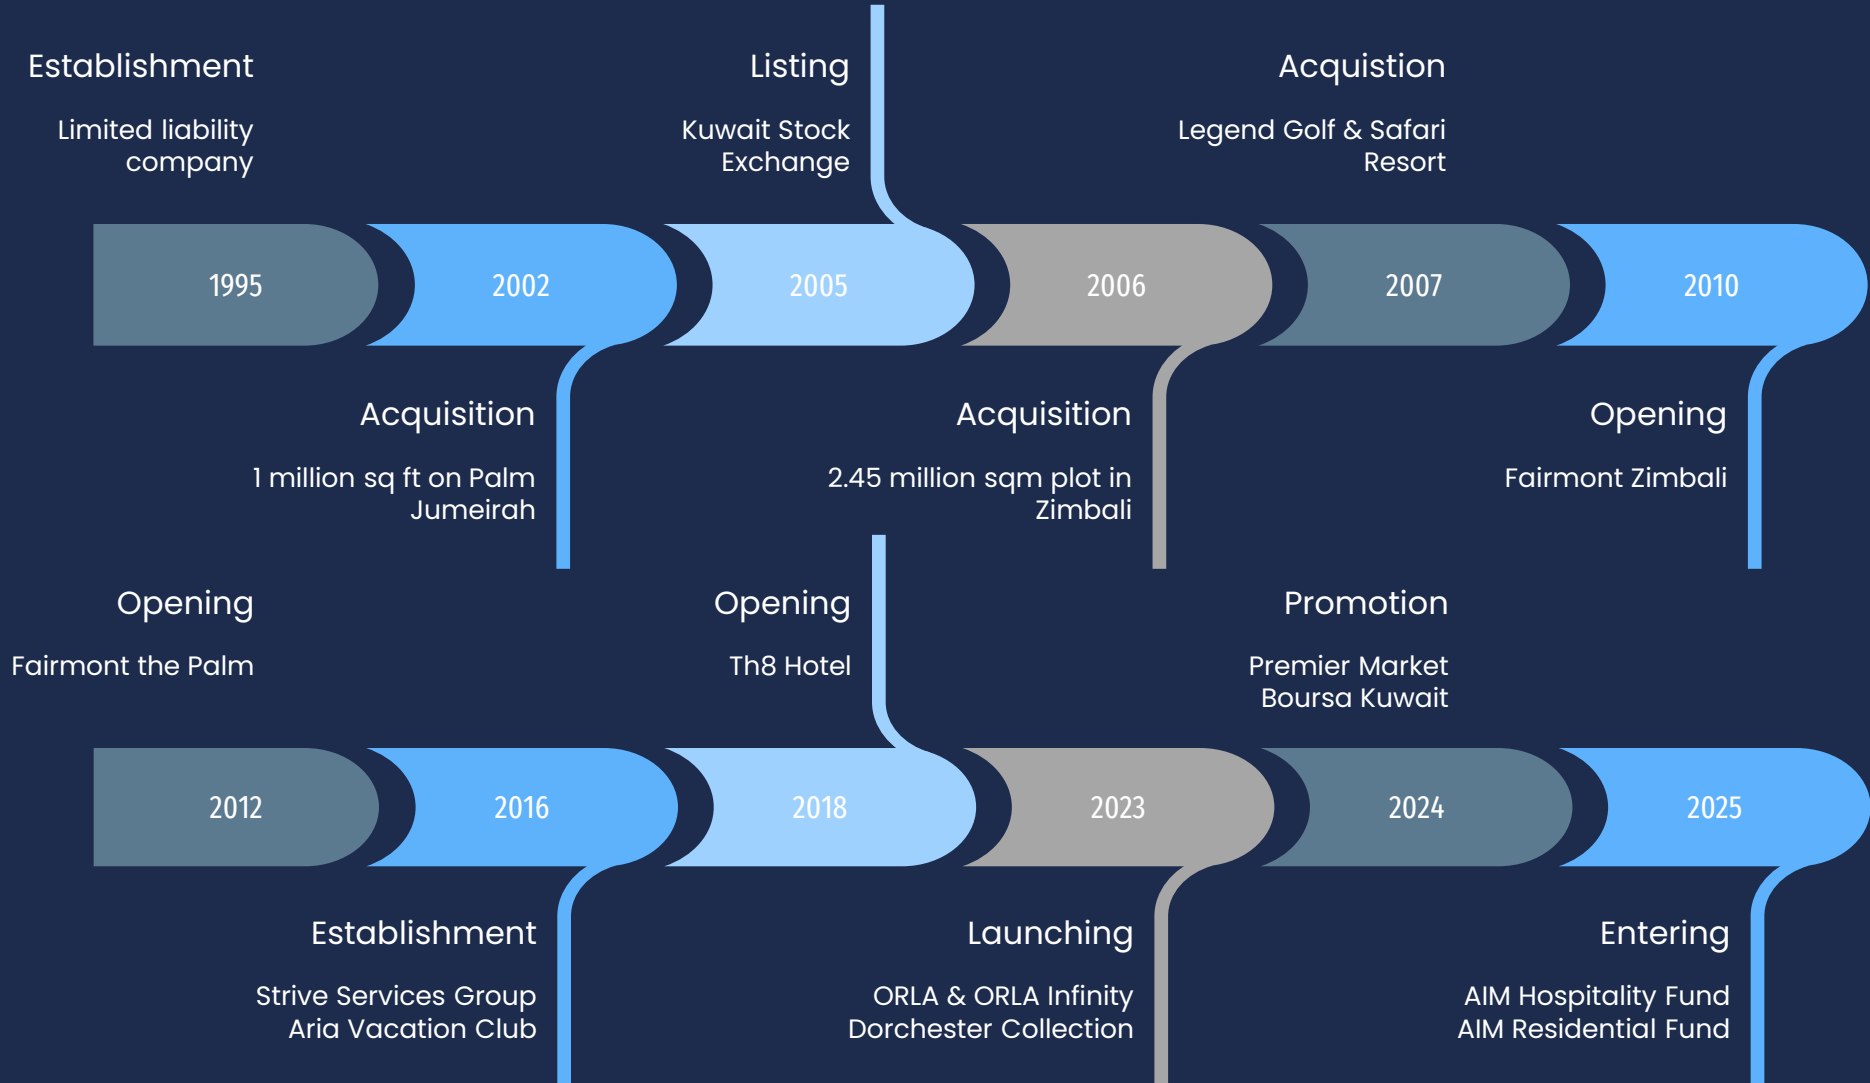 Establishment
Limited liability
company
Listing
Kuwait Stock
Exchange
Acquistion
Legend Golf & Safari
Resort
1995
2002
2005
2006
2007
2010
Acquisition
1 million sq ft on Palm
Jumeirah
Acquisition
2.45 million sqm plot in
Zimbali
Opening
Fairmont Zimbali
Opening
Fairmont the Palm
Opening
Th8 Hotel
Promotion
Premier Market
Boursa Kuwait
2012
2016
2018
2023
2024
2025
Establishment
Strive Services Group
Aria Vacation Club
Launching
ORLA & ORLA Infinity
Dorchester Collection
Entering
AIM Hospitality Fund
AIM Residential Fund